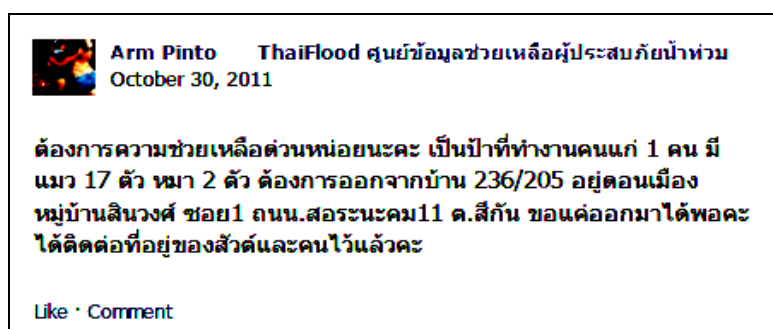 Arm Pinto ThaiFlood ศูนย์ข้อมูลช่วยเหลือผู้ประสบภัยน้ำท่วม
October 30, 2011
ต้องการความช่วยเหลือด่วนหน่อยนะคะ เป็นป้าที่ทำงานคนแก่ 1 คน มี
แมว 17 ตัว หมา 2 ตัว ต้องการออกจากบ้าน 236/205 อยู่ดอนเมือง
หมู่บ้านสินวงศ์ ซอย1 ถนน.สอระนะคม11 ต.สีกัน ขอแค่ออกมาได้พอคะ
ได้ติดต่อที่อยู่ของสัวต์และคนไว้แล้วคะ
Like · Comment